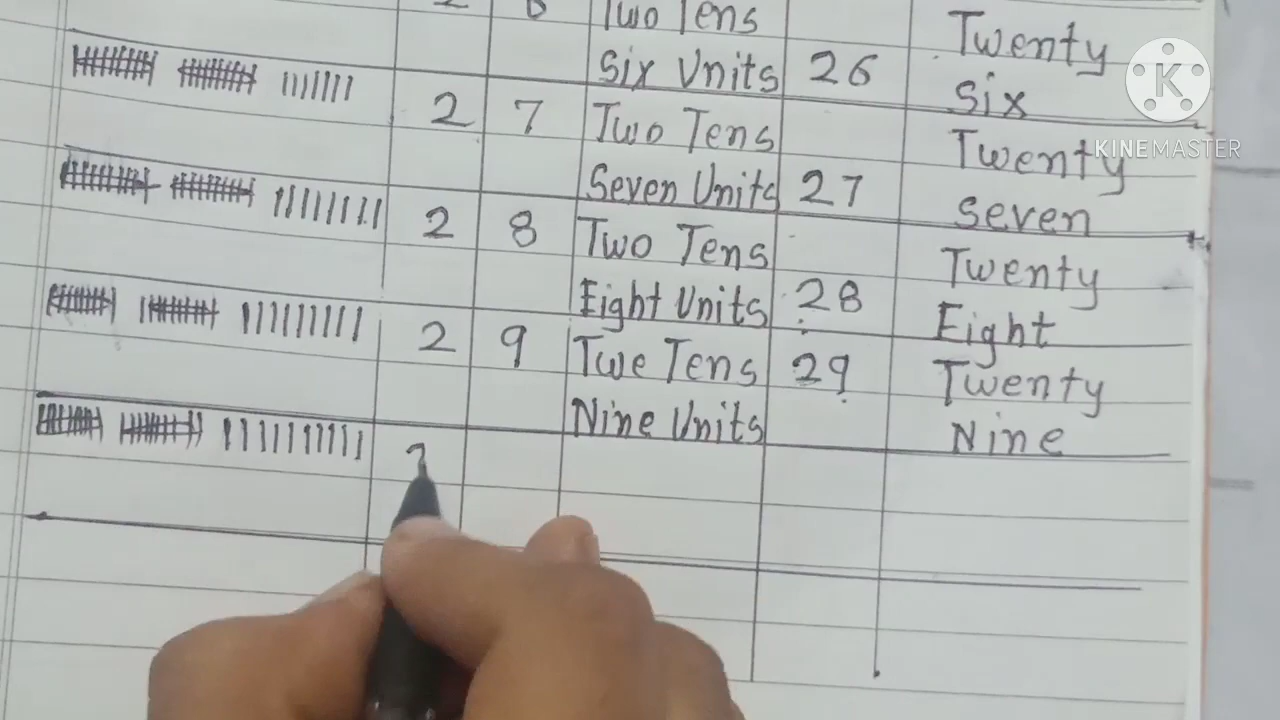 Two Tens
Six Units 26 Twenty Six
2 7 Two Tens
Seven Units 27 Twenty Seven
2 8 Two Tens
Eight Units 28 Twenty Eight
2 9 Twe Tens 29 Twenty
Nine Units Nine
K
KINEMASTER